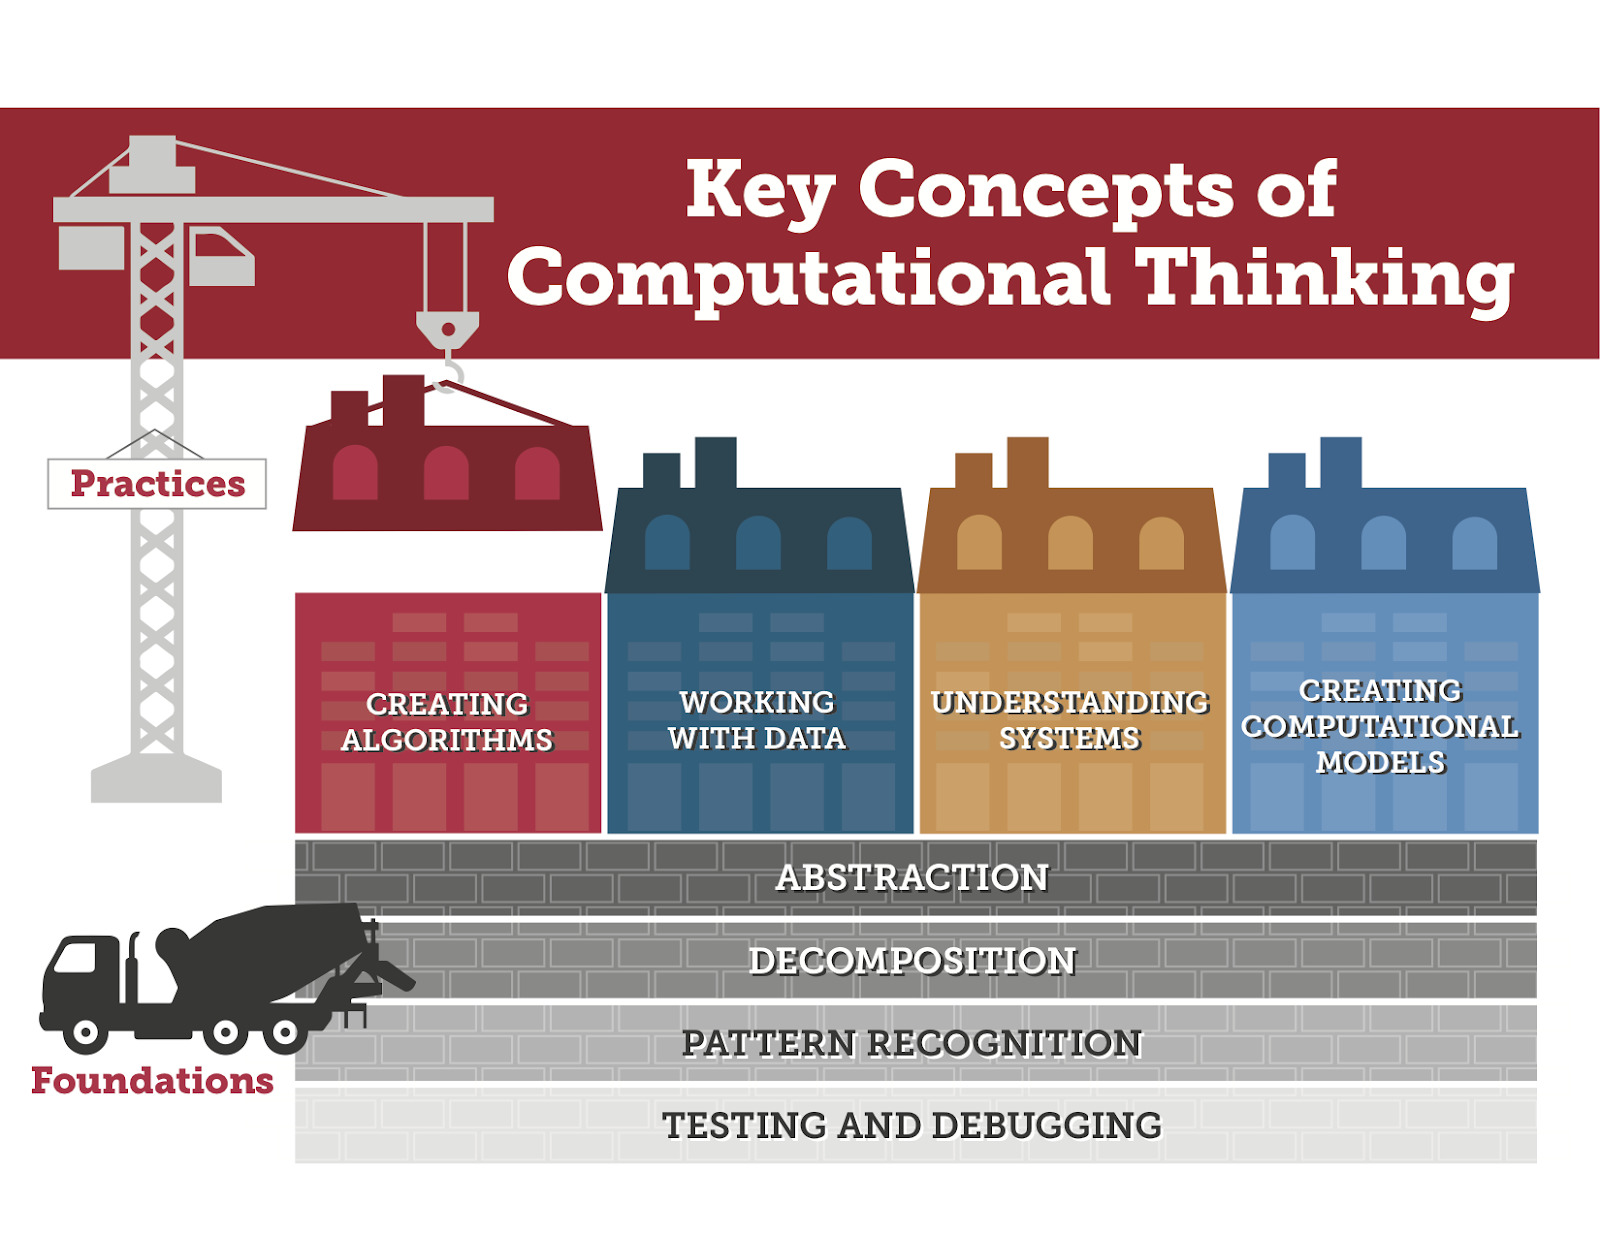 Key Concepts of
Computational Thinking
Practices
CREATING
ALGORITHMS
WORKING
WITH DATA
UNDERSTANDING
SYSTEMS
CREATING
COMPUTATIONAL
MODELS
ABSTRACTION
DECOMPOSITION
PATTERN RECOGNITION
TESTING AND DEBUGGING
Foundations